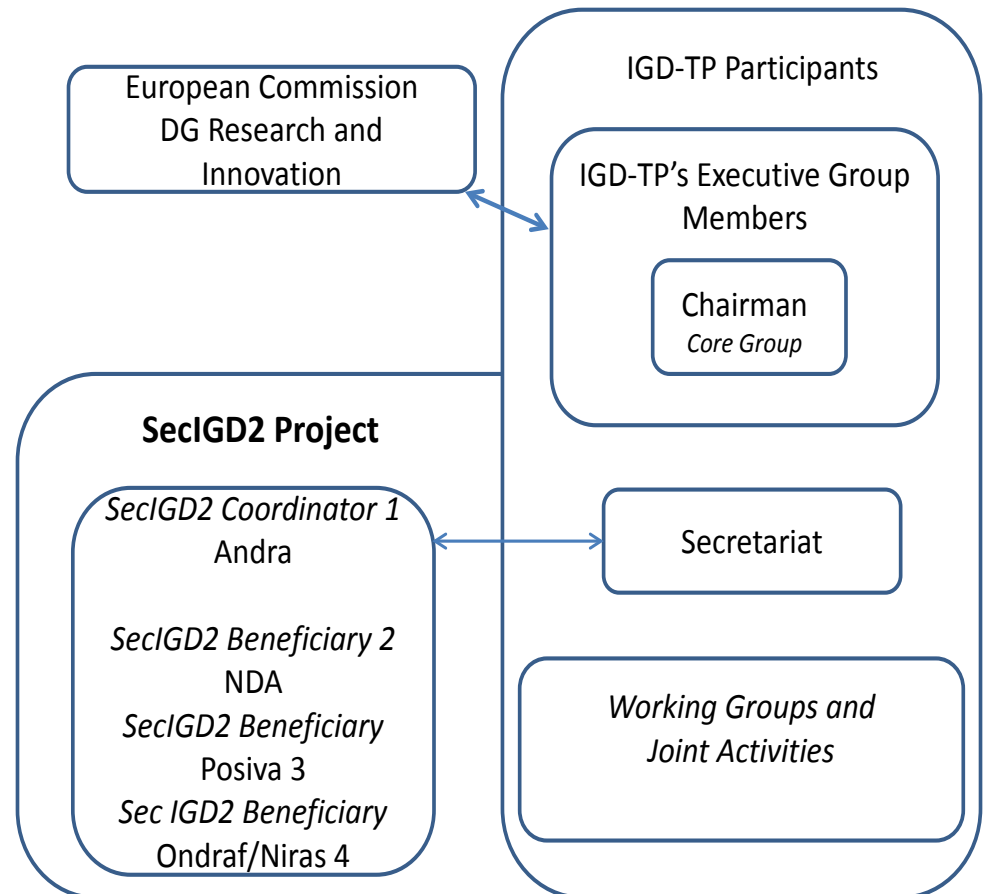 European Commission
DG Research and
Innovation
IGD-TP Participants
IGD-TP’s Executive Group
Members
Chairman
Core Group
SecIGD2 Project
SecIGD2 Coordinator 1
Andra
SecIGD2 Beneficiary 2
NDA
SecIGD2 Beneficiary
Posiva 3
Sec IGD2 Beneficiary
Ondraf/Niras 4
Secretariat
Working Groups and
Joint Activities